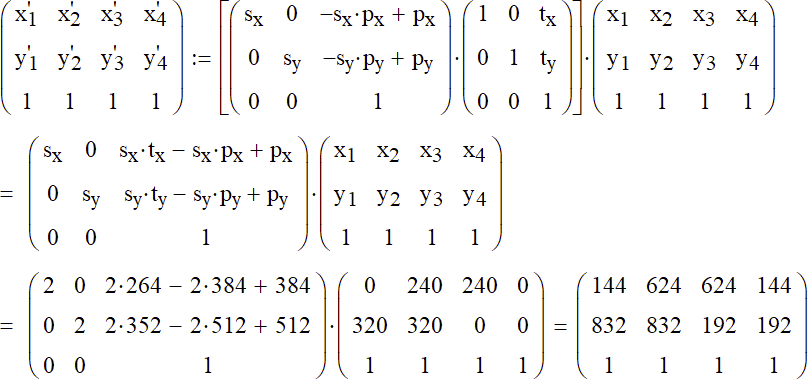 x'1 x'2 x'3 x'4 sx 0 −sx·px + px 1 0 tx x1 x2 x3 x4
y'1 y'2 y'3 y'4 := 0 sy −sy·py + py · 0 1 ty · y1 y2 y3 y4
1 1 1 1 0 0 1 0 0 1 1 1 1 1
sx 0 sx·tx − sx·px + px x1 x2 x3 x4
= 0 sy sy·ty − sy·py + py · y1 y2 y3 y4
0 0 1 1 1 1 1
2 0 2·264 − 2·384 + 384 0 240 240 0 144 624 624 144
= 0 2 2·352 − 2·512 + 512 · 320 320 0 0 = 832 832 192 192
0 0 1 1 1 1 1 1 1 1 1